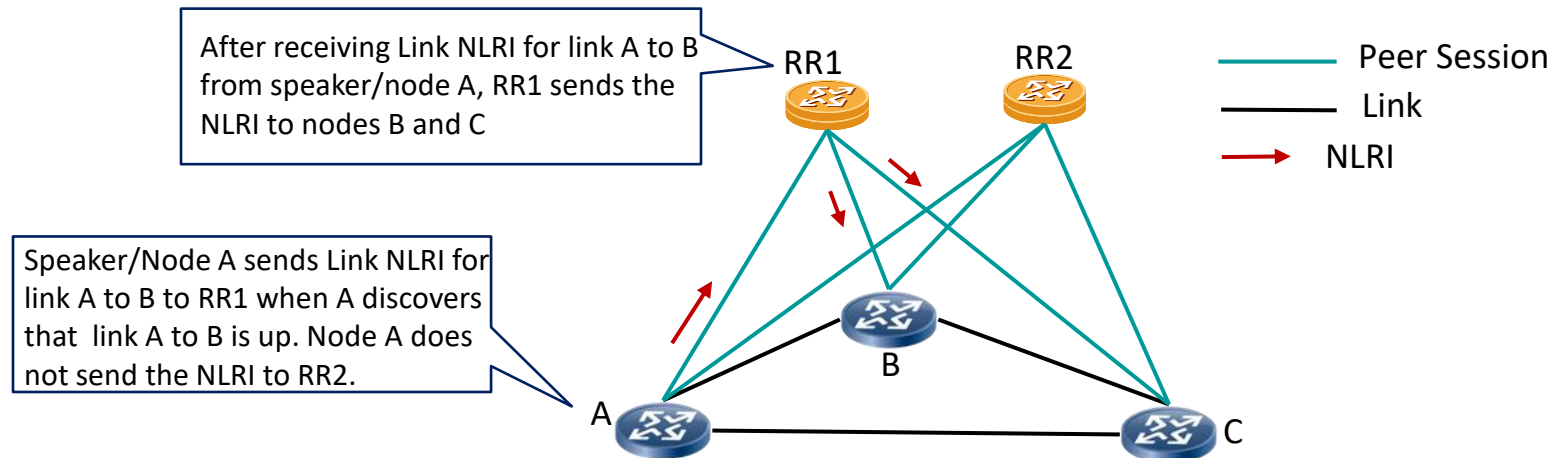 After receiving Link NLRI for link A to B
from speaker/node A, RR1 sends the
NLRI to nodes B and C
RR1
RR2
Peer Session
Link
NLRI
Speaker/Node A sends Link NLRI for
link A to B to RR1 when A discovers
that link A to B is up. Node A does
not send the NLRI to RR2.
B
A
C